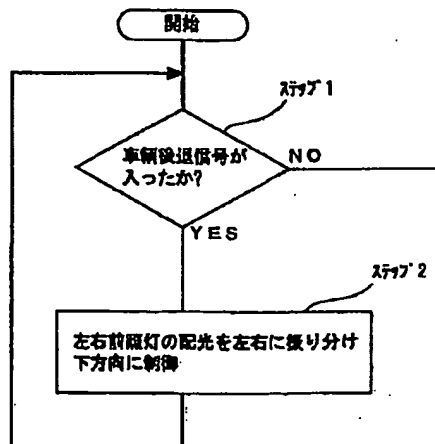 開始
ステップ1
車輌後退信号が
入ったか?
NO
YES
ステップ2
左右前照灯の配光を左右に振り分け
下方向に制御